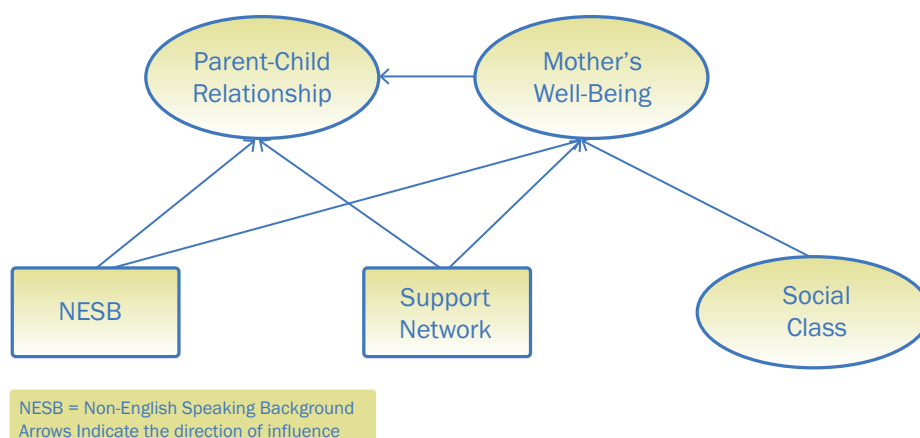 Parent-Child
Relationship
Mother’s
Well-Being
NESB
Support
Network
Social
Class
NESB = Non-English Speaking Background
Arrows Indicate the direction of influence